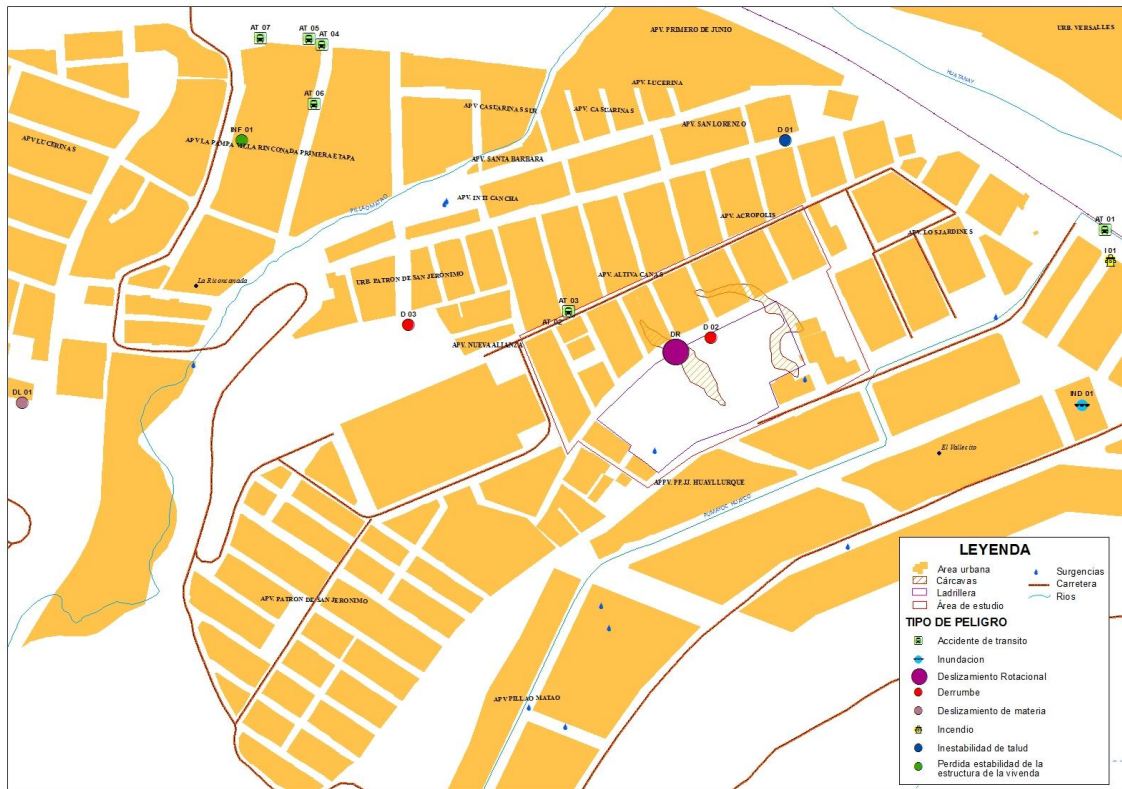 AT 07
AT 05
AT 04
APV. PRIMERO DE JUNIO
URB. VERSALLES
HUATANAY
APV. LUCERINA
AT 06
APV CASUARINAS SUR
APV. CASUARINAS
APV. SAN LORENZO
D 01
INF 01
APV LUCERINAS
APV LA PAMPA VILLA RINCONADA PRIMERA ETAPA
APV. SANTA BARBARA
APV. INTI CANCHA
APV. ACROPOLIS
AT 01
APV. LOS JARDINES
I 01
La Rinconanada
URB. PATRON DE SAN JERÓNIMO
APV. ALTIVA CANAS
AT 03
AT 02
D 03
DR
D 02
APV. NUEVA ALIANZA
DL 01
IND 01
El Vallecito
APPV. PP.JJ. HUAYLLURQUE
APV. PATRON DE SAN JERONIMO
APV PILLAO MATAO
LEYENDA
Area urbana
Cárcavas
Ladrillera
Área de estudio
Surgencias
Carretera
Rios
TIPO DE PELIGRO
Accidente de transito
Inundacion
Deslizamiento Rotacional
Derrumbe
Deslizamiento de materia
Incendio
Inestabilidad de talud
Perdida estabilidad de la
estructura de la vivenda